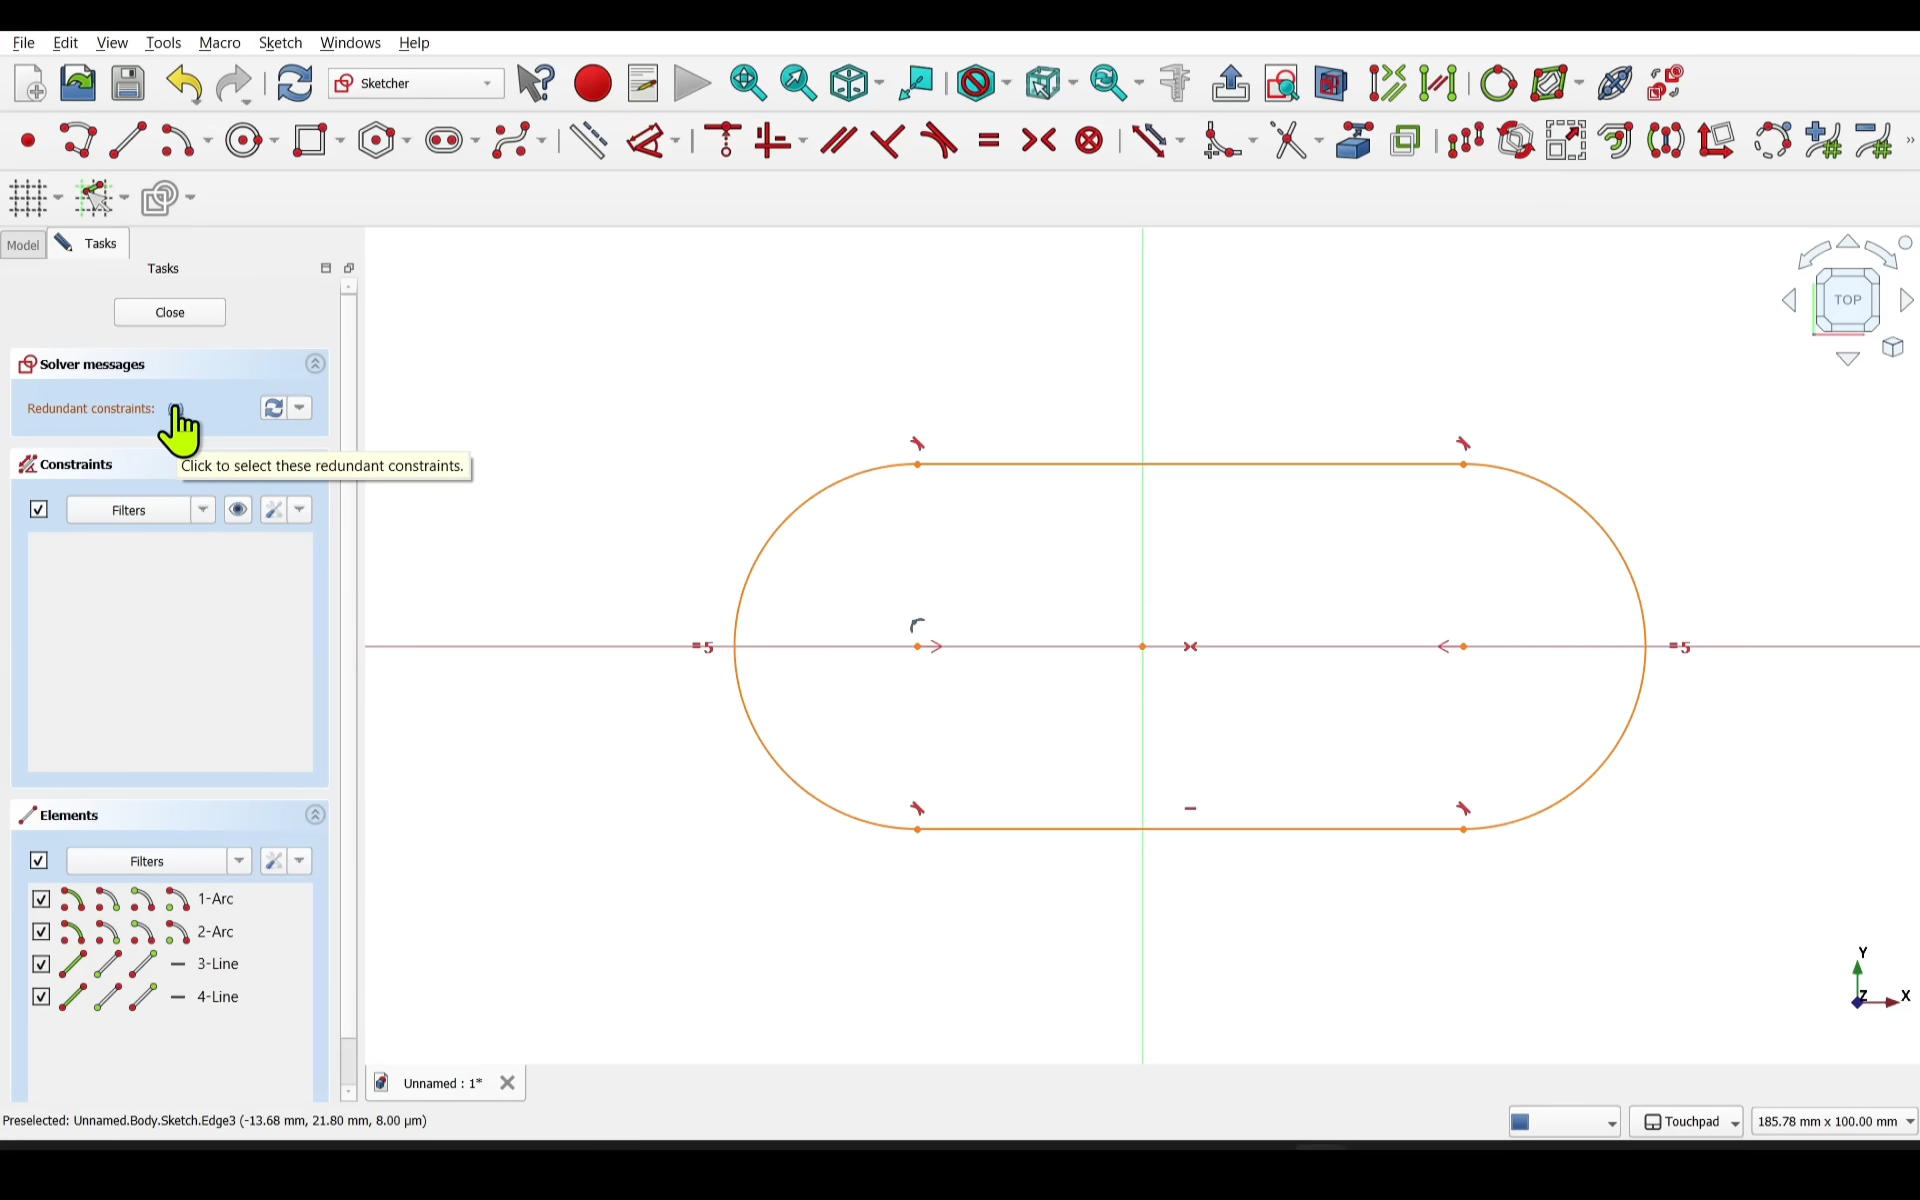 File Edit View Tools Macro Sketch Windows Help
Sketcher
Model Tasks
Tasks
Close
Solver messages
Redundant constraints:
Click to select these redundant constraints.
Constraints
Filters
Elements
Filters
1-Arc
2-Arc
3-Line
4-Line
= 5
= 5
TOP
Y
Z
X
Unnamed : 1*
Preselected: Unnamed.Body.Sketch.Edge3 (-13.68 mm, 21.80 mm, 8.00 µm)
Touchpad
185.78 mm x 100.00 mm